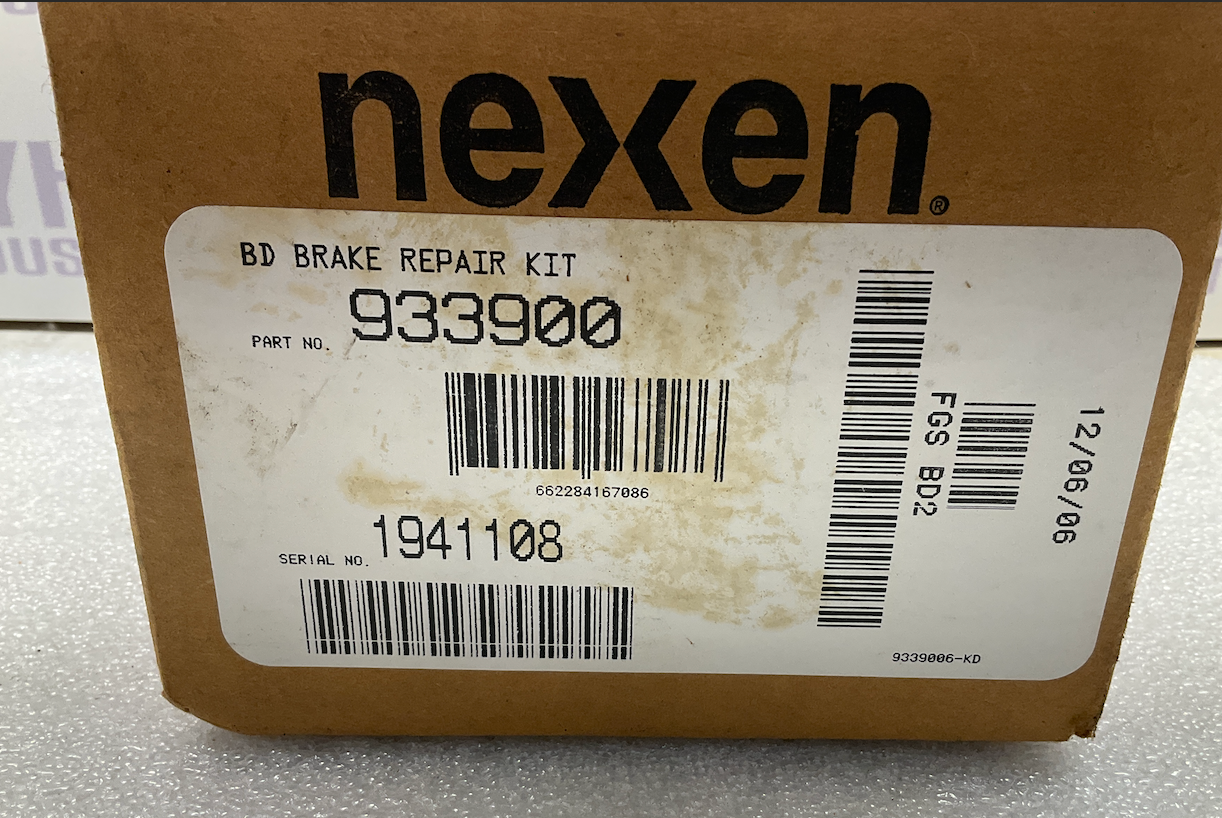 nexen®
BD BRAKE REPAIR KIT
PART NO. 933900
662284167086
SERIAL NO. 1941108
FGS BD2
12/06/06
9339006-KD